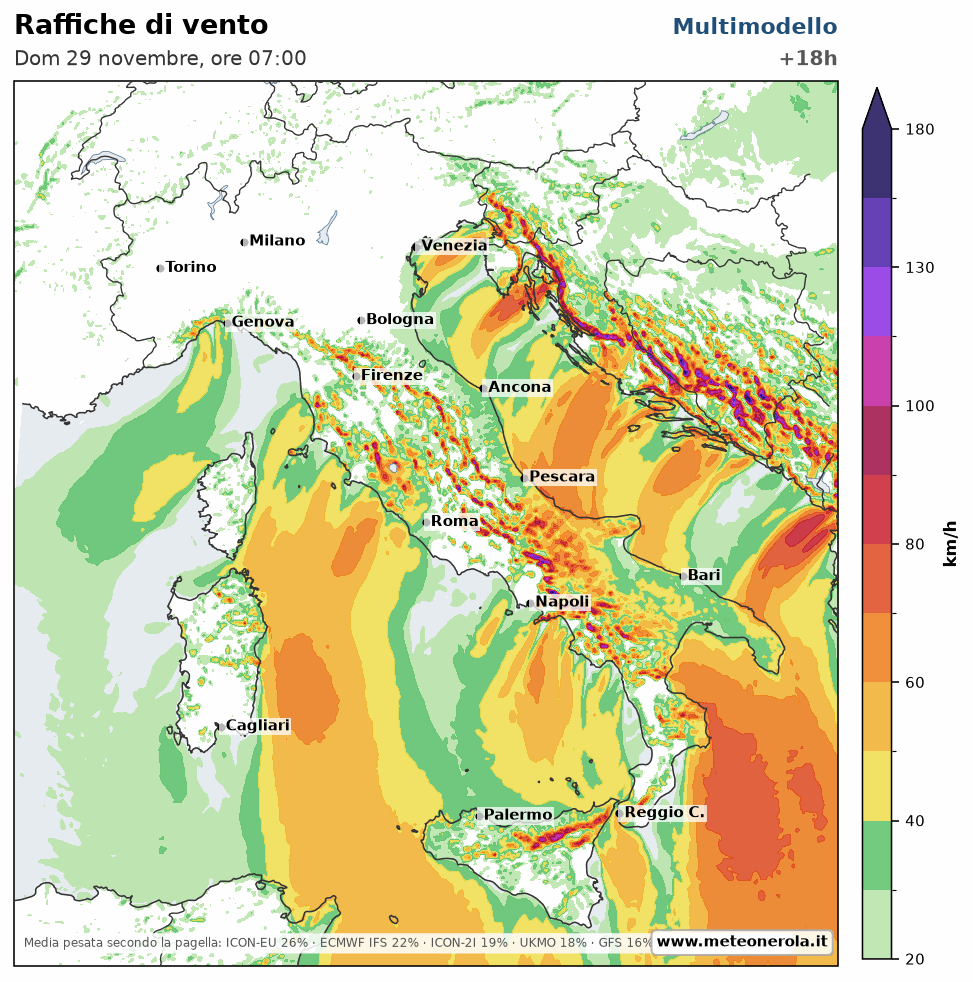 Raffiche di vento
Multimodello
Dom 29 novembre, ore 07:00
+18h
180
130
100
80
60
40
20
km/h
Venezia
Milano
Torino
Bologna
Genova
Firenze
Ancona
Pescara
Roma
Bari
Napoli
Cagliari
Palermo
Reggio C.
Media pesata secondo la pagella: ICON-EU 26% · ECMWF IFS 22% · ICON-2I 19% · UKMO 18% · GFS 16%
www.meteonerola.it